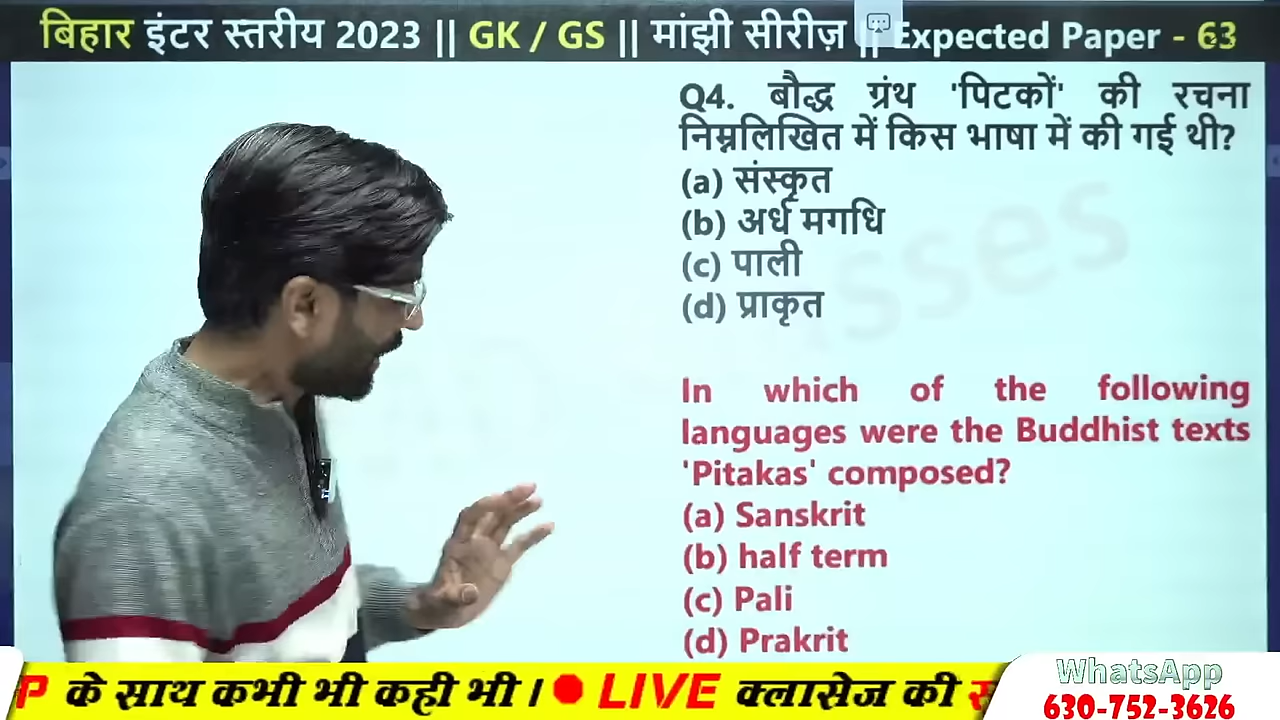 बिहार इंटर स्तरीय 2023 || GK / GS || मांझी सीरीज़ || Expected Paper - 63
Q4. बौद्ध ग्रंथ 'पिटकों' की रचना
निम्नलिखित में किस भाषा में की गई थी?
(a) संस्कृत
(b) अर्ध मगधि
(c) पाली
(d) प्राकृत
In which of the following
languages were the Buddhist texts
'Pitakas' composed?
(a) Sanskrit
(b) half term
(c) Pali
(d) Prakrit
के साथ कभी भी कही भी । LIVE क्लासेज की
WhatsApp
630-752-3626